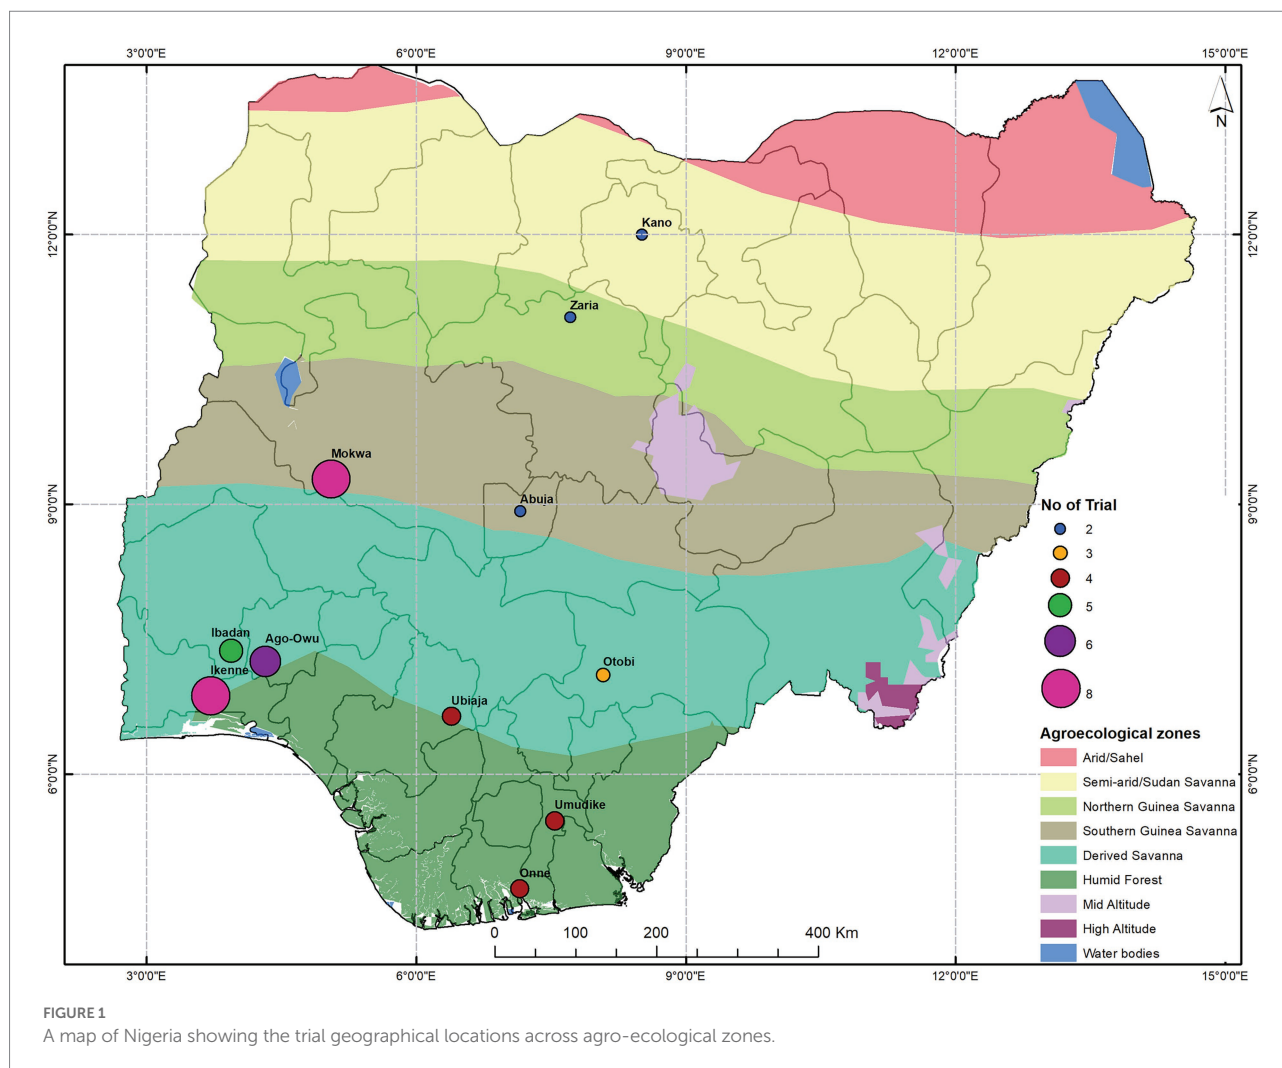 3°0'0"E 6°0'0"E 9°0'0"E 12°0'0"E 15°0'0"E
N
12°0'0"N 12°0'0"N
Kano
Zaria
Mokwa
Abuja
9°0'0"N 9°0'0"N
Ibadan
Ago-Owu
Ikenne
Otobi
Ubiaja
6°0'0"N 6°0'0"N
Umudike
Onne
No of Trial
2
3
4
5
6
8
Agroecological zones
Arid/Sahel
Semi-arid/Sudan Savanna
Northern Guinea Savanna
Southern Guinea Savanna
Derived Savanna
Humid Forest
Mid Altitude
High Altitude
Water bodies
0 100 200 400 Km
3°0'0"E 6°0'0"E 9°0'0"E 12°0'0"E 15°0'0"E
FIGURE 1
A map of Nigeria showing the trial geographical locations across agro-ecological zones.